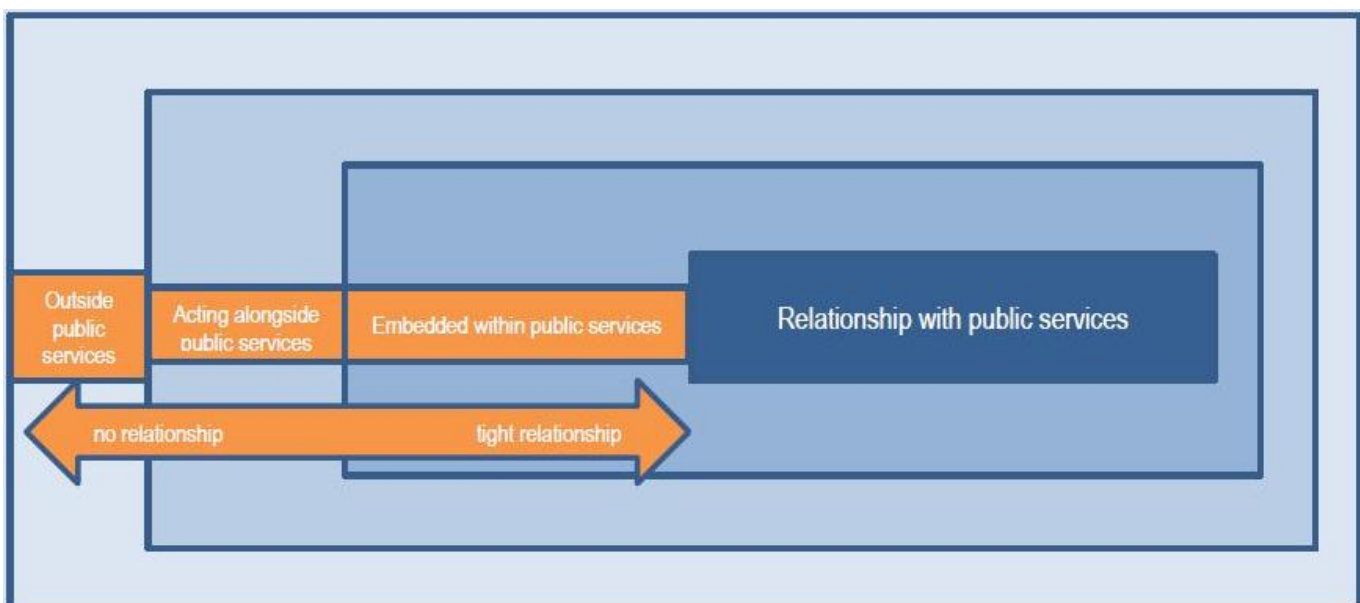 Outside
public
services
Acting alongside
public services
Embedded within public services
Relationship with public services
no relationship
tight relationship